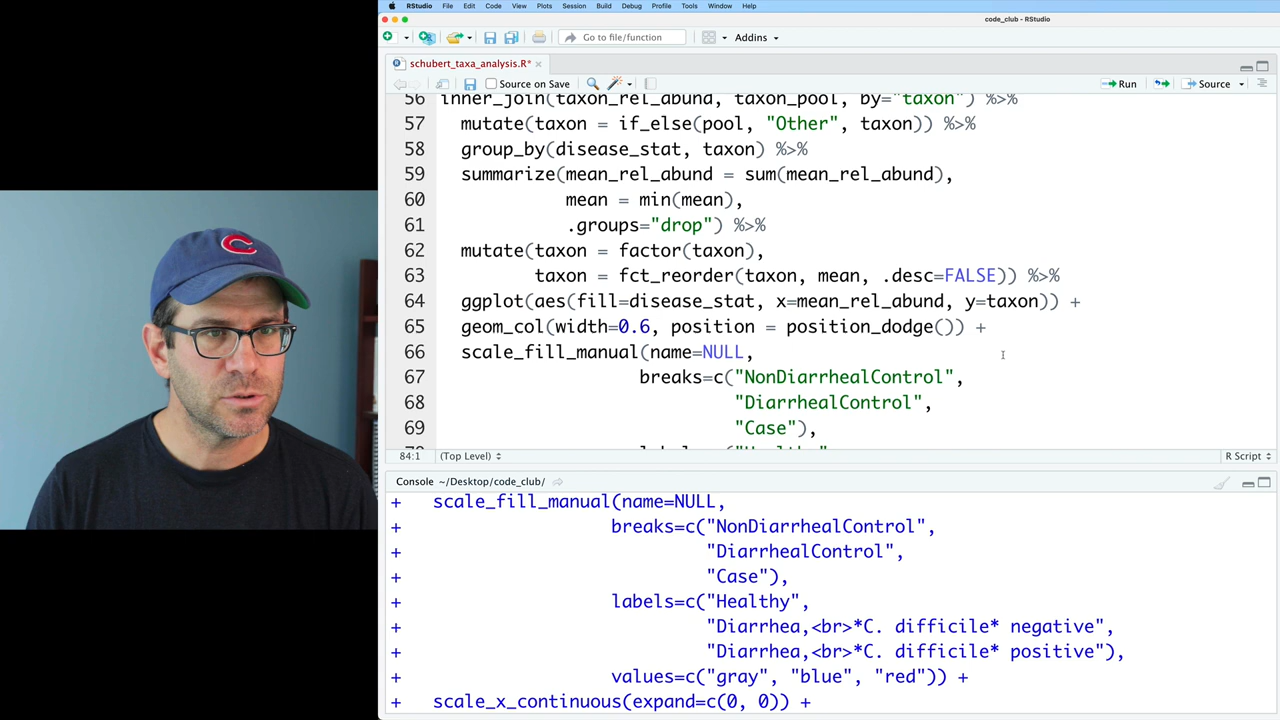 RStudio File Edit Code View Plots Session Build Debug Profile Tools Window Help
code_club - RStudio
Go to file/function Addins
schubert_taxa_analysis.R*
Source on Save Run Source
56 inner_join(taxon_rel_abund, taxon_pool, by="taxon") %>%
57 mutate(taxon = if_else(pool, "Other", taxon)) %>%
58 group_by(disease_stat, taxon) %>%
59 summarize(mean_rel_abund = sum(mean_rel_abund),
60 mean = min(mean),
61 .groups="drop") %>%
62 mutate(taxon = factor(taxon),
63 taxon = fct_reorder(taxon, mean, .desc=FALSE)) %>%
64 ggplot(aes(fill=disease_stat, x=mean_rel_abund, y=taxon)) +
65 geom_col(width=0.6, position = position_dodge()) +
66 scale_fill_manual(name=NULL,
67 breaks=c("NonDiarrhealControl",
68 "DiarrhealControl",
69 "Case"),
84:1 (Top Level) R Script
Console ~/Desktop/code_club/
+ scale_fill_manual(name=NULL,
+ breaks=c("NonDiarrhealControl",
+ "DiarrhealControl",
+ "Case"),
+ labels=c("Healthy",
+ "Diarrhea,<br>*C. difficile* negative",
+ "Diarrhea,<br>*C. difficile* positive"),
+ values=c("gray", "blue", "red")) +
+ scale_x_continuous(expand=c(0, 0)) +